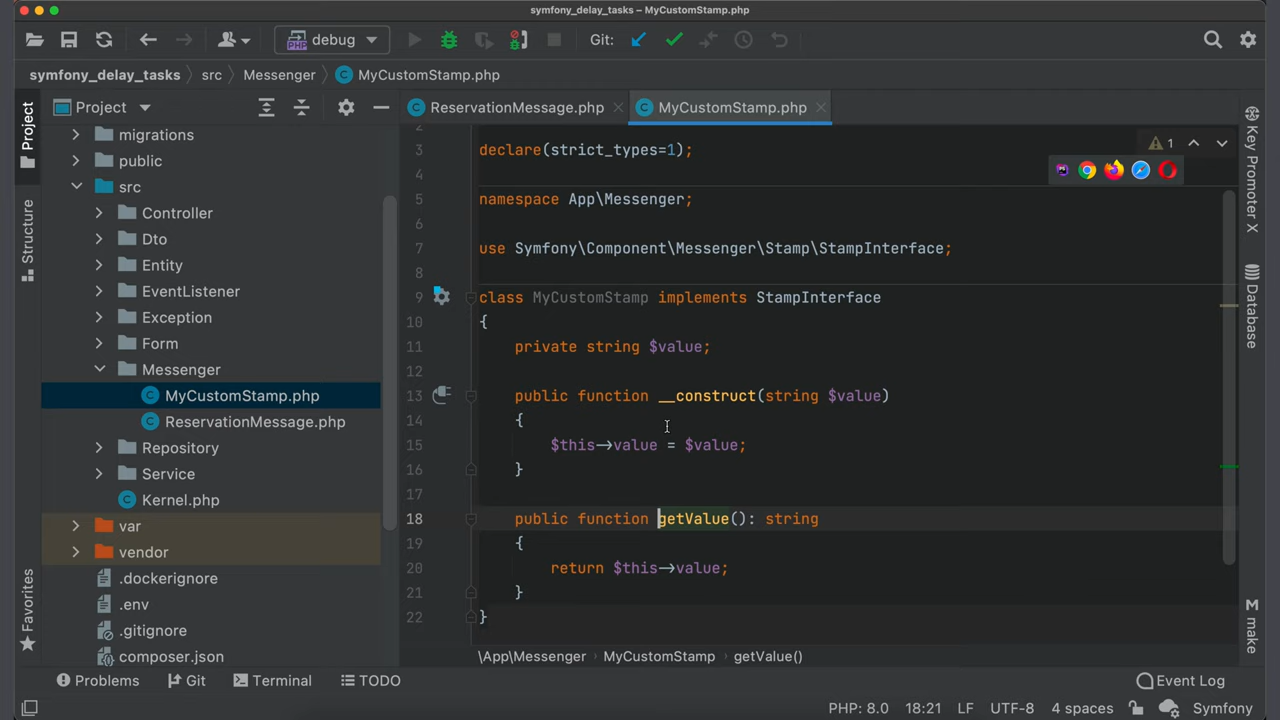 symfony_delay_tasks – MyCustomStamp.php
PHP debug Git:
symfony_delay_tasks src Messenger MyCustomStamp.php
Project
Structure
Favorites
Project
migrations
public
src
Controller
Dto
Entity
EventListener
Exception
Form
Messenger
MyCustomStamp.php
ReservationMessage.php
Repository
Service
Kernel.php
var
vendor
.dockerignore
.env
.gitignore
composer.json
ReservationMessage.php MyCustomStamp.php
1
2
3 declare(strict_types=1);
4
5 namespace App\Messenger;
6
7 use Symfony\Component\Messenger\Stamp\StampInterface;
8
9 class MyCustomStamp implements StampInterface
10 {
11 private string $value;
12
13 public function __construct(string $value)
14 {
15 $this→value = $value;
16 }
17
18 public function getValue(): string
19 {
20 return $this→value;
21 }
22 }
\App\Messenger MyCustomStamp getValue()
Key Promoter X
Database
M make
Problems Git Terminal TODO Event Log
PHP: 8.0 18:21 LF UTF-8 4 spaces Symfony